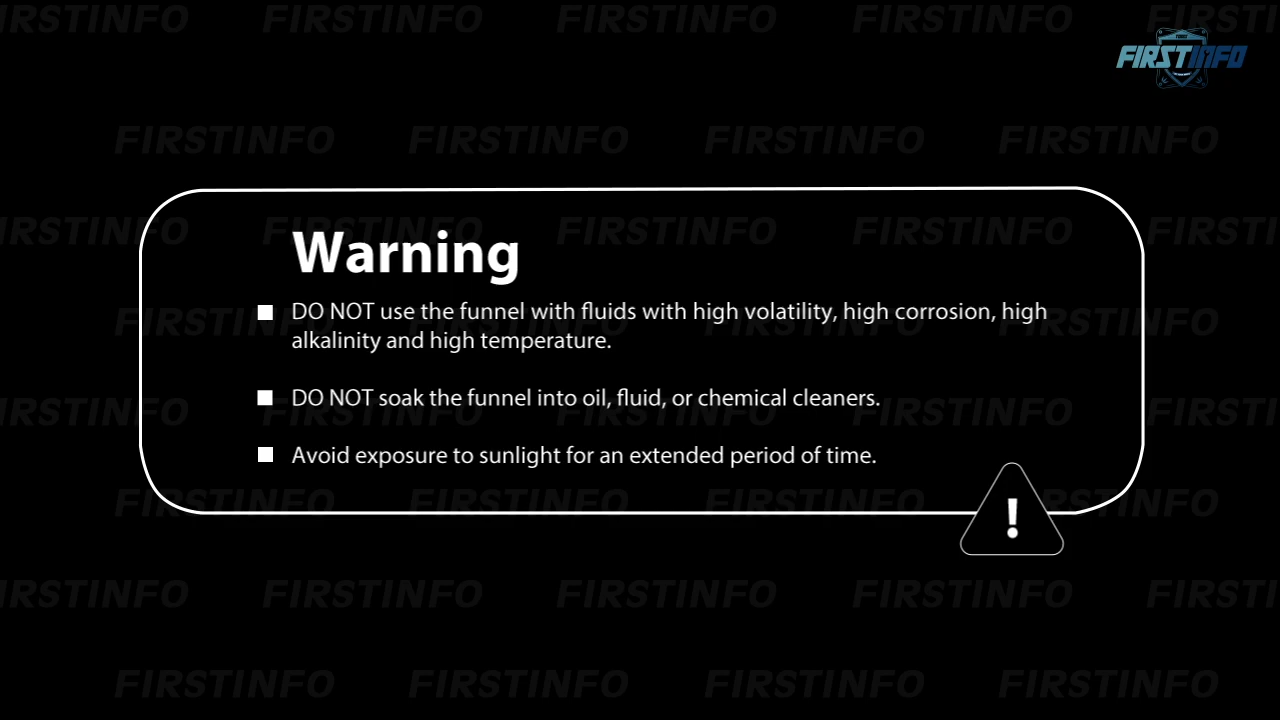 FIRSTINFO
Warning
DO NOT use the funnel with fluids with high volatility, high corrosion, high
alkalinity and high temperature.
DO NOT soak the funnel into oil, fluid, or chemical cleaners.
Avoid exposure to sunlight for an extended period of time.
!